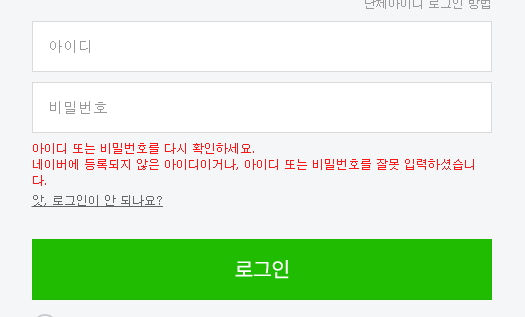 단체아이디 로그인 방법
아이디
비밀번호
아이디 또는 비밀번호를 다시 확인하세요.
네이버에 등록되지 않은 아이디이거나, 아이디 또는 비밀번호를 잘못 입력하셨습니
다.
앗, 로그인이 안 되나요?
로그인